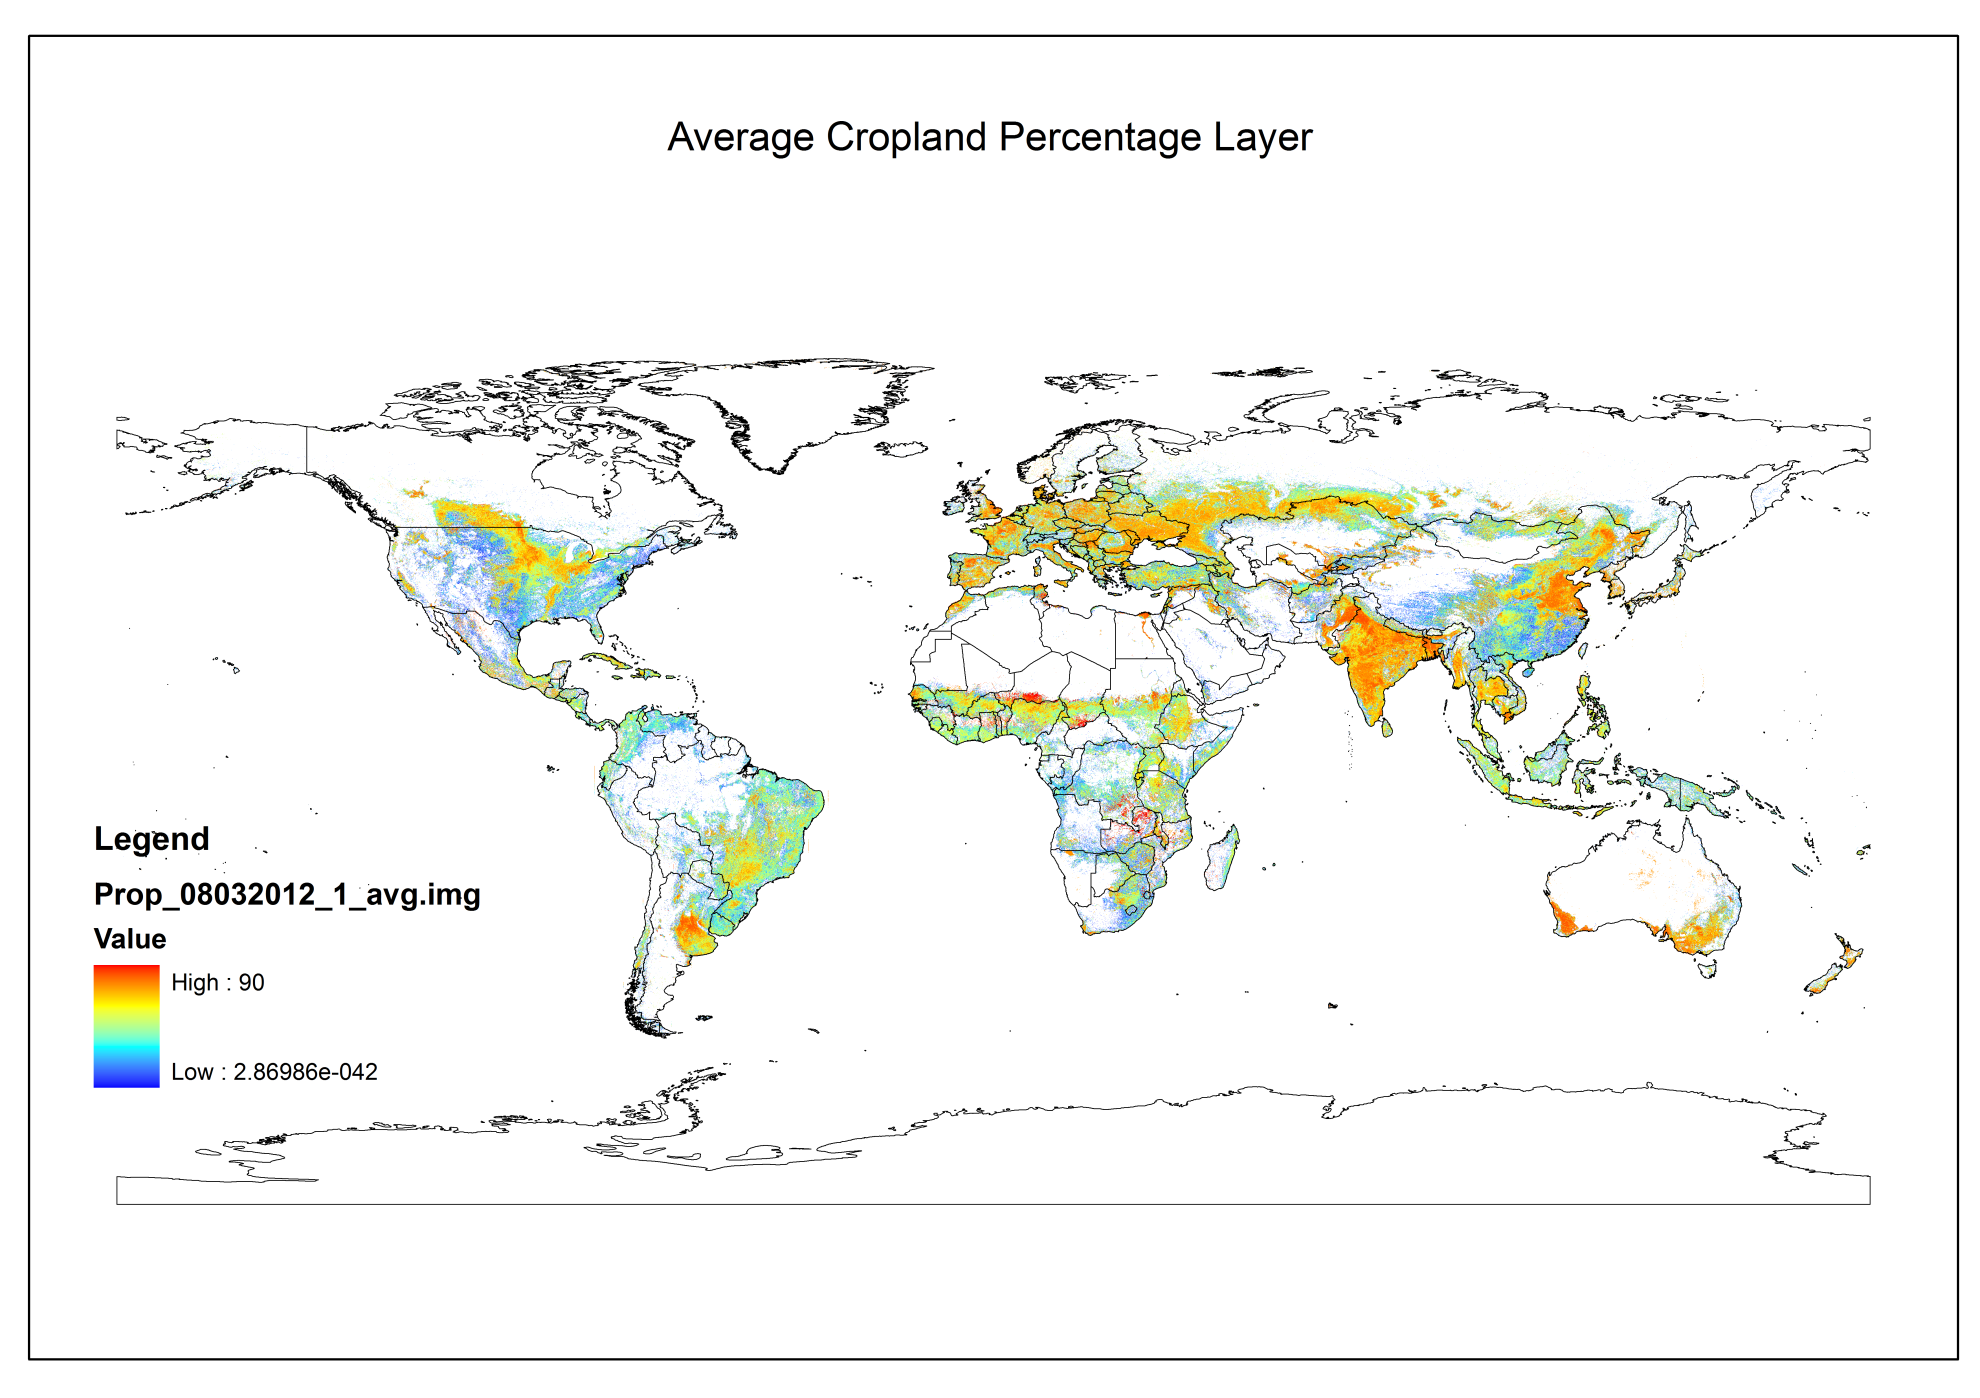 Average Cropland Percentage Layer
Legend
Prop_08032012_1_avg.img
Value
High : 90
Low : 2.86986e-042